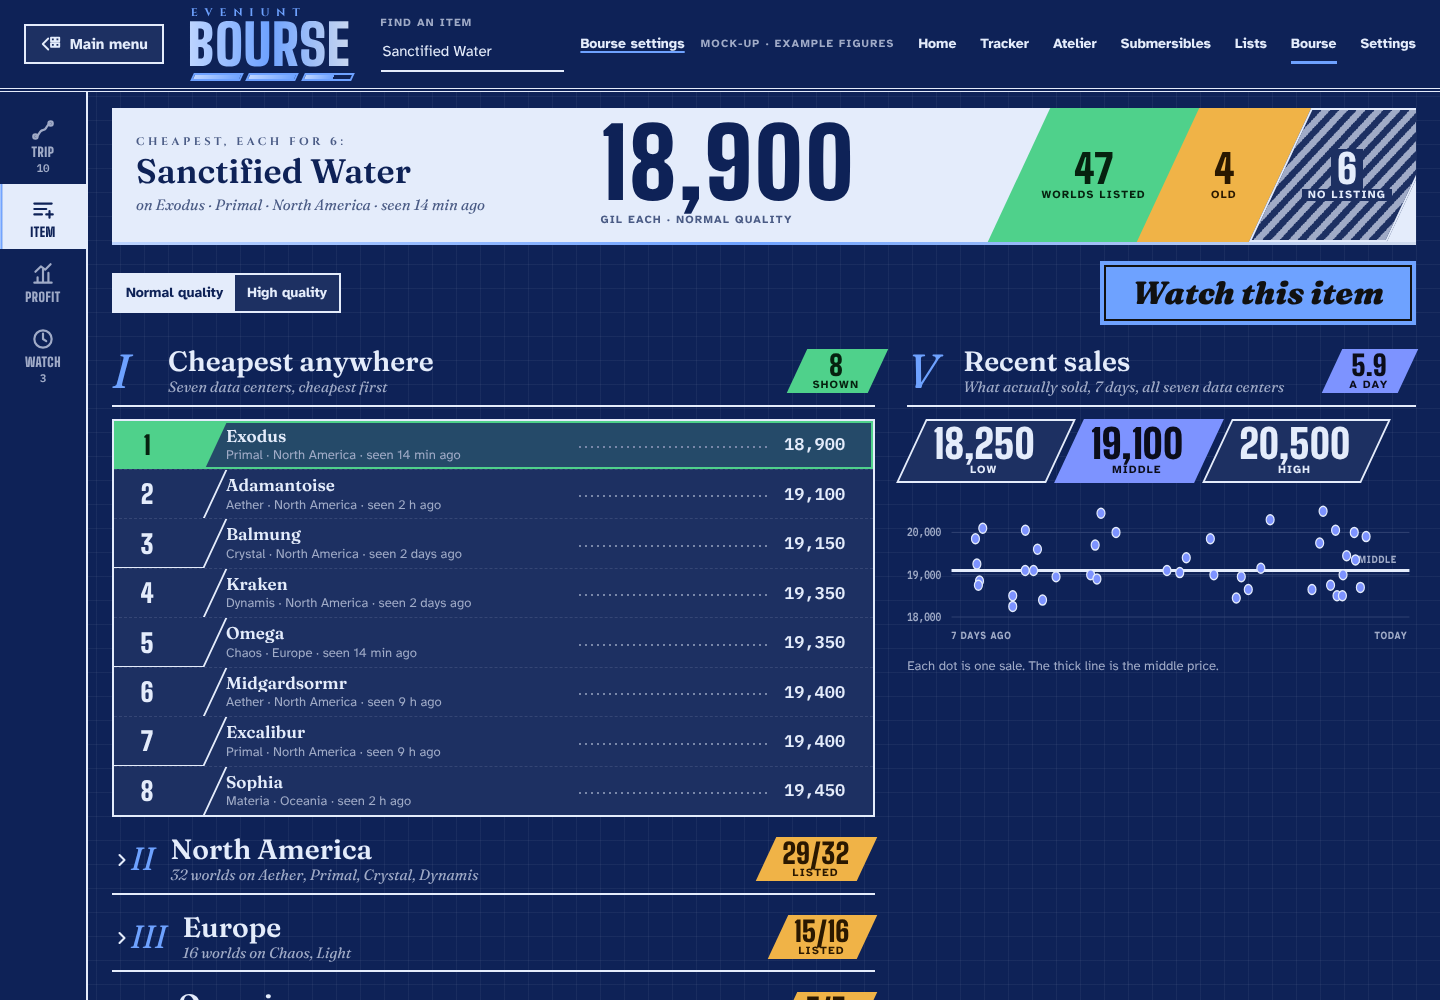 Main menu
EVENIUNT
BOURSE
FIND AN ITEM
Sanctified Water
Bourse settings
MOCK-UP · EXAMPLE FIGURES
Home
Tracker
Atelier
Submersibles
Lists
Bourse
Settings
TRIP
10
ITEM
PROFIT
WATCH
3
CHEAPEST, EACH FOR 6:
Sanctified Water
on Exodus · Primal · North America · seen 14 min ago
18,900
GIL EACH · NORMAL QUALITY
47
WORLDS LISTED
4
OLD
6
NO LISTING
Normal quality
High quality
Watch this item
I
Cheapest anywhere
Seven data centers, cheapest first
8
SHOWN
1
Exodus
Primal · North America · seen 14 min ago
18,900
2
Adamantoise
Aether · North America · seen 2 h ago
19,100
3
Balmung
Crystal · North America · seen 2 days ago
19,150
4
Kraken
Dynamis · North America · seen 2 days ago
19,350
5
Omega
Chaos · Europe · seen 14 min ago
19,350
6
Midgardsormr
Aether · North America · seen 9 h ago
19,400
7
Excalibur
Primal · North America · seen 9 h ago
19,400
8
Sophia
Materia · Oceania · seen 2 h ago
19,450
II
North America
32 worlds on Aether, Primal, Crystal, Dynamis
29/32
LISTED
III
Europe
16 worlds on Chaos, Light
15/16
LISTED
V
Recent sales
What actually sold, 7 days, all seven data centers
5.9
A DAY
18,250
LOW
19,100
MIDDLE
20,500
HIGH
20,000
19,000
18,000
MIDDLE
7 DAYS AGO
TODAY
Each dot is one sale. The thick line is the middle price.